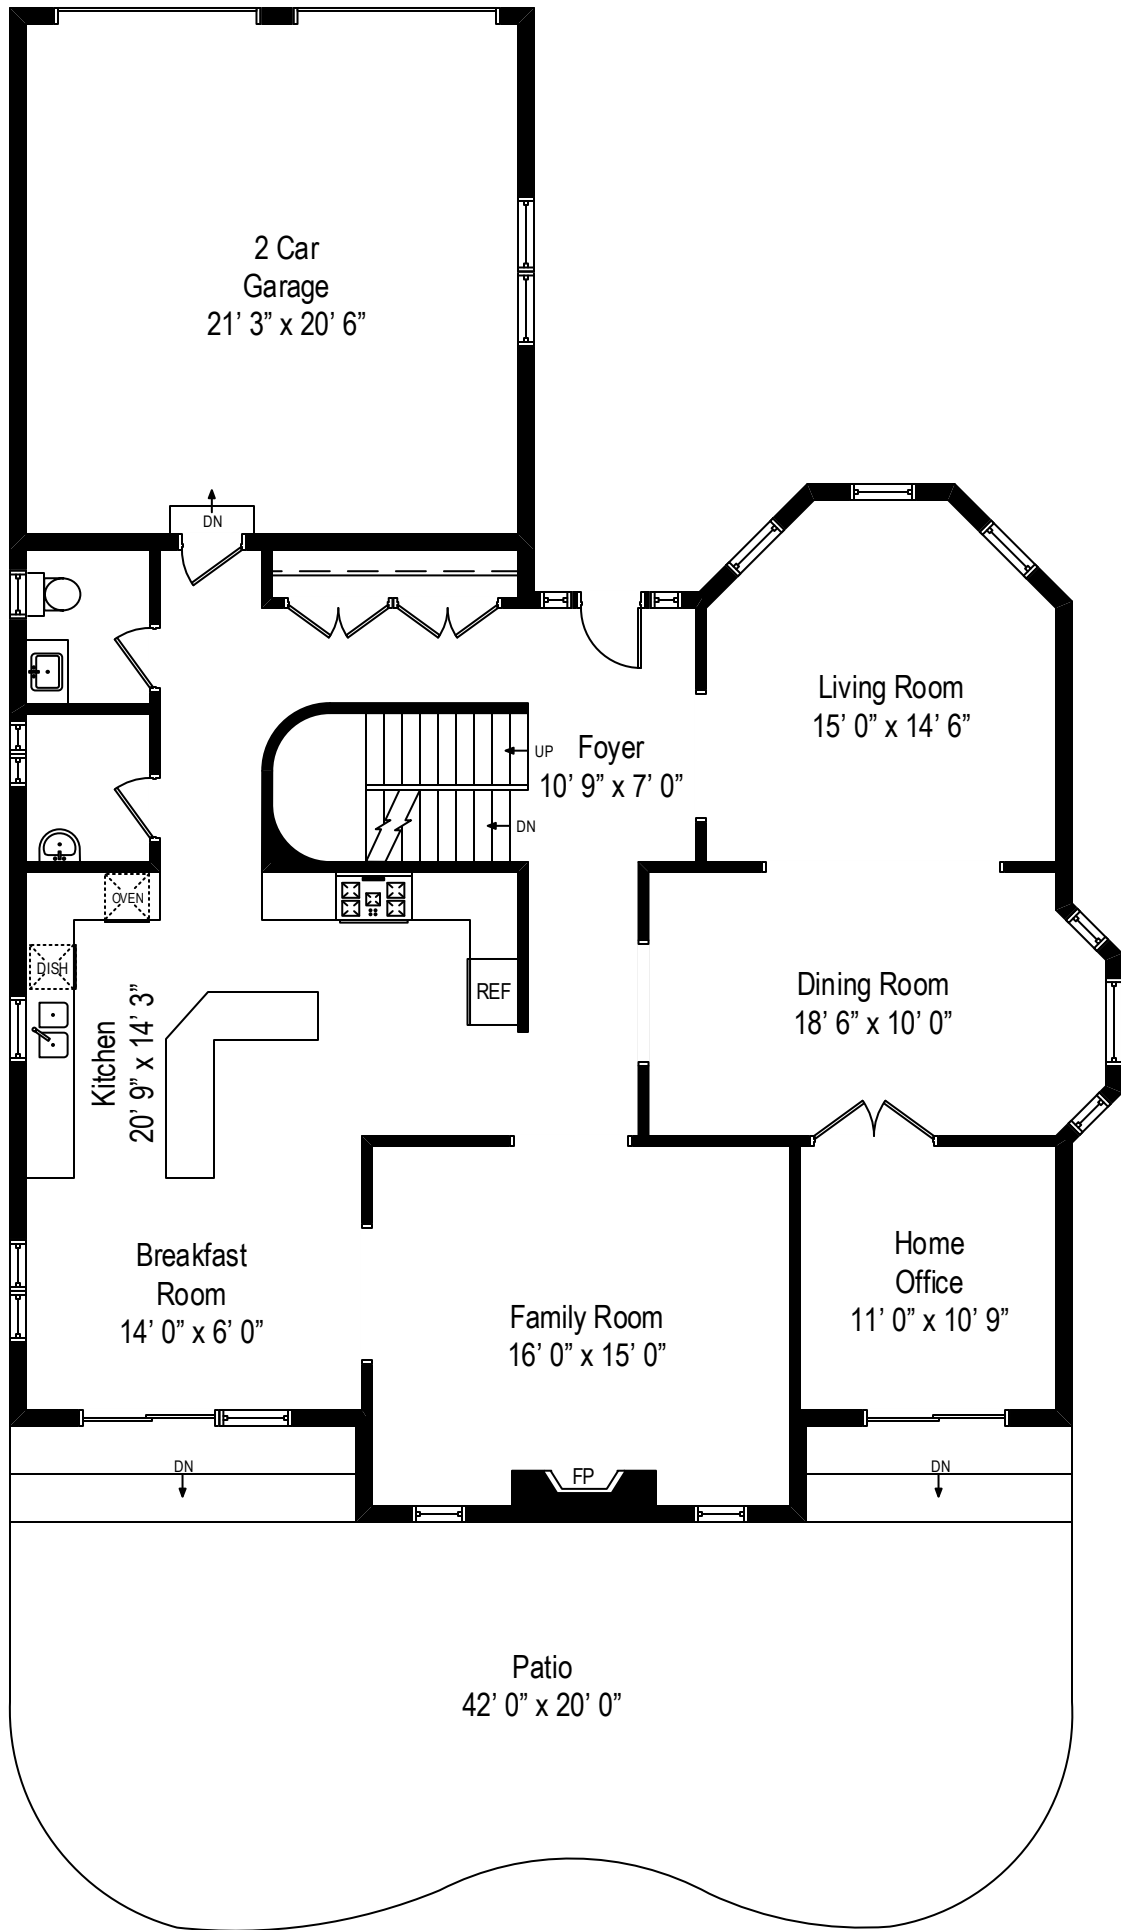 2 Car
Garage
21’ 3” x 20’ 6”
DN
Living Room
15’ 0” x 14’ 6”
UP
Foyer
10’ 9” x 7’ 0”
DN
OVEN
DISH
REF
Kitchen
20’ 9” x 14’ 3”
Dining Room
18’ 6” x 10’ 0”
Breakfast
Room
14’ 0” x 6’ 0”
Family Room
16’ 0” x 15’ 0”
Home
Office
11’ 0” x 10’ 9”
DN
FP
DN
Patio
42’ 0” x 20’ 0”